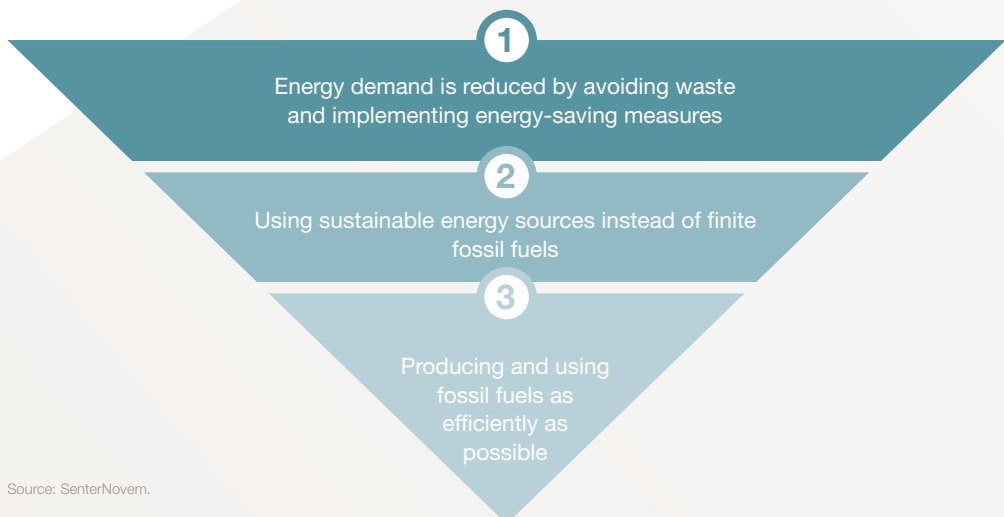 1
Energy demand is reduced by avoiding waste
and implementing energy-saving measures
2
Using sustainable energy sources instead of finite
fossil fuels
3
Producing and using
fossil fuels as
efficiently as
possible
Source: SenterNovem.